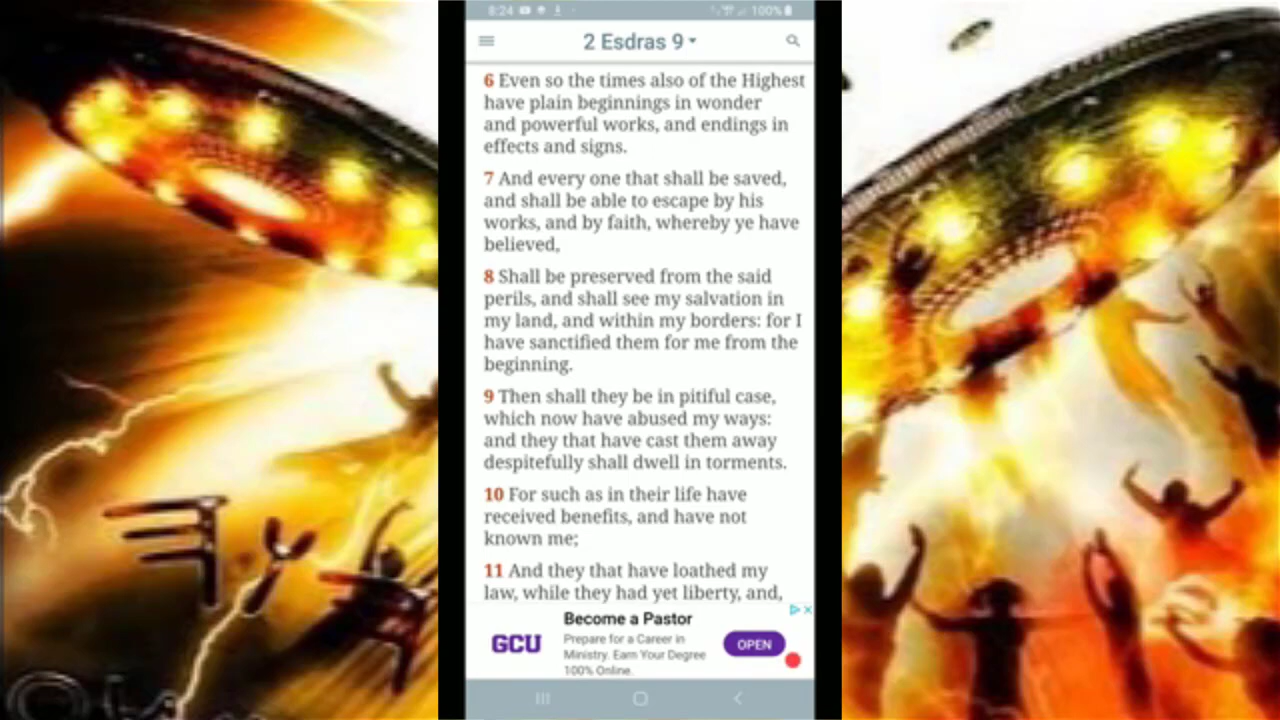 8:24
100%
2 Esdras 9
6 Even so the times also of the Highest
have plain beginnings in wonder
and powerful works, and endings in
effects and signs.
7 And every one that shall be saved,
and shall be able to escape by his
works, and by faith, whereby ye have
believed,
8 Shall be preserved from the said
perils, and shall see my salvation in
my land, and within my borders: for I
have sanctified them for me from the
beginning.
9 Then shall they be in pitiful case,
which now have abused my ways:
and they that have cast them away
despitefully shall dwell in torments.
10 For such as in their life have
received benefits, and have not
known me;
11 And they that have loathed my
law, while they had yet liberty, and,
GCU
Become a Pastor
Prepare for a Career in
Ministry. Earn Your Degree
100% Online.
OPEN